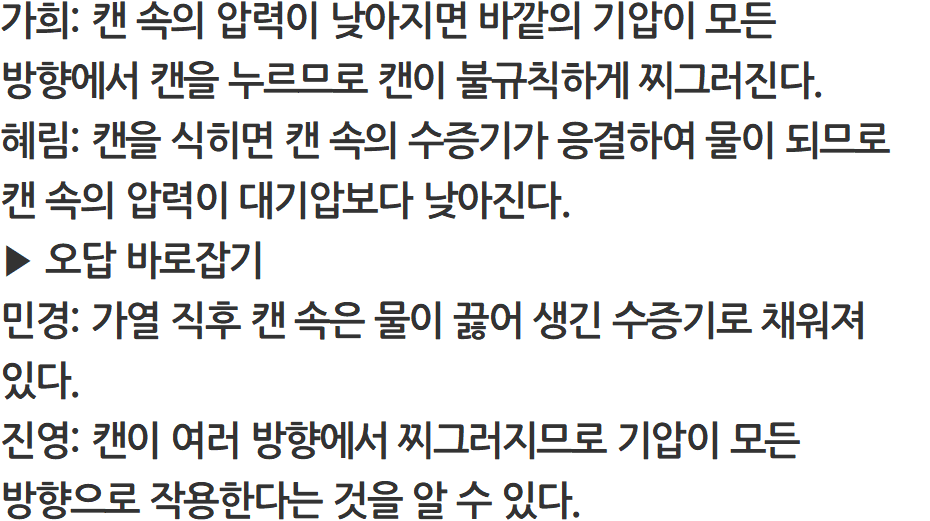 가희: 캔 속의 압력이 낮아지면 바깥의 기압이 모든
방향에서 캔을 누르므로 캔이 불규칙하게 찌그러진다.
혜림: 캔을 식히면 캔 속의 수증기가 응결하여 물이 되므로
캔 속의 압력이 대기압보다 낮아진다.
▶ 오답 바로잡기
민경: 가열 직후 캔 속은 물이 끓어 생긴 수증기로 채워져
있다.
진영: 캔이 여러 방향에서 찌그러지므로 기압이 모든
방향으로 작용한다는 것을 알 수 있다.